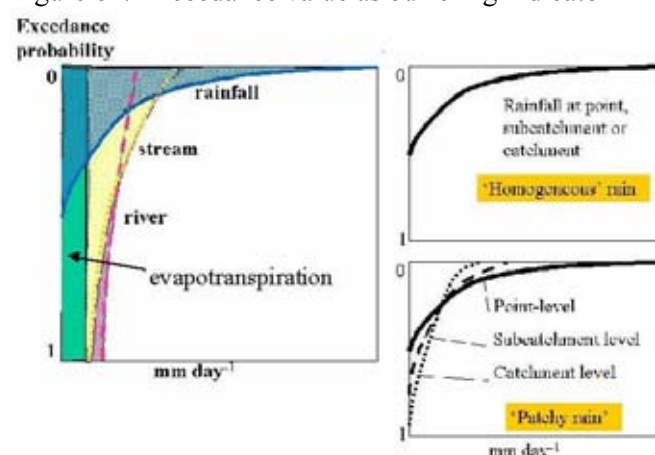 Exceedance
probability
0
rainfall
stream
river
evapotranspiration
1
mm day-1
0
Rainfall at point,
subcatchment or
catchment
'Homogeneous' rain
1
0
Point-level
Subcatchment level
Catchment level
'Patchy rain'
1
mm day-1